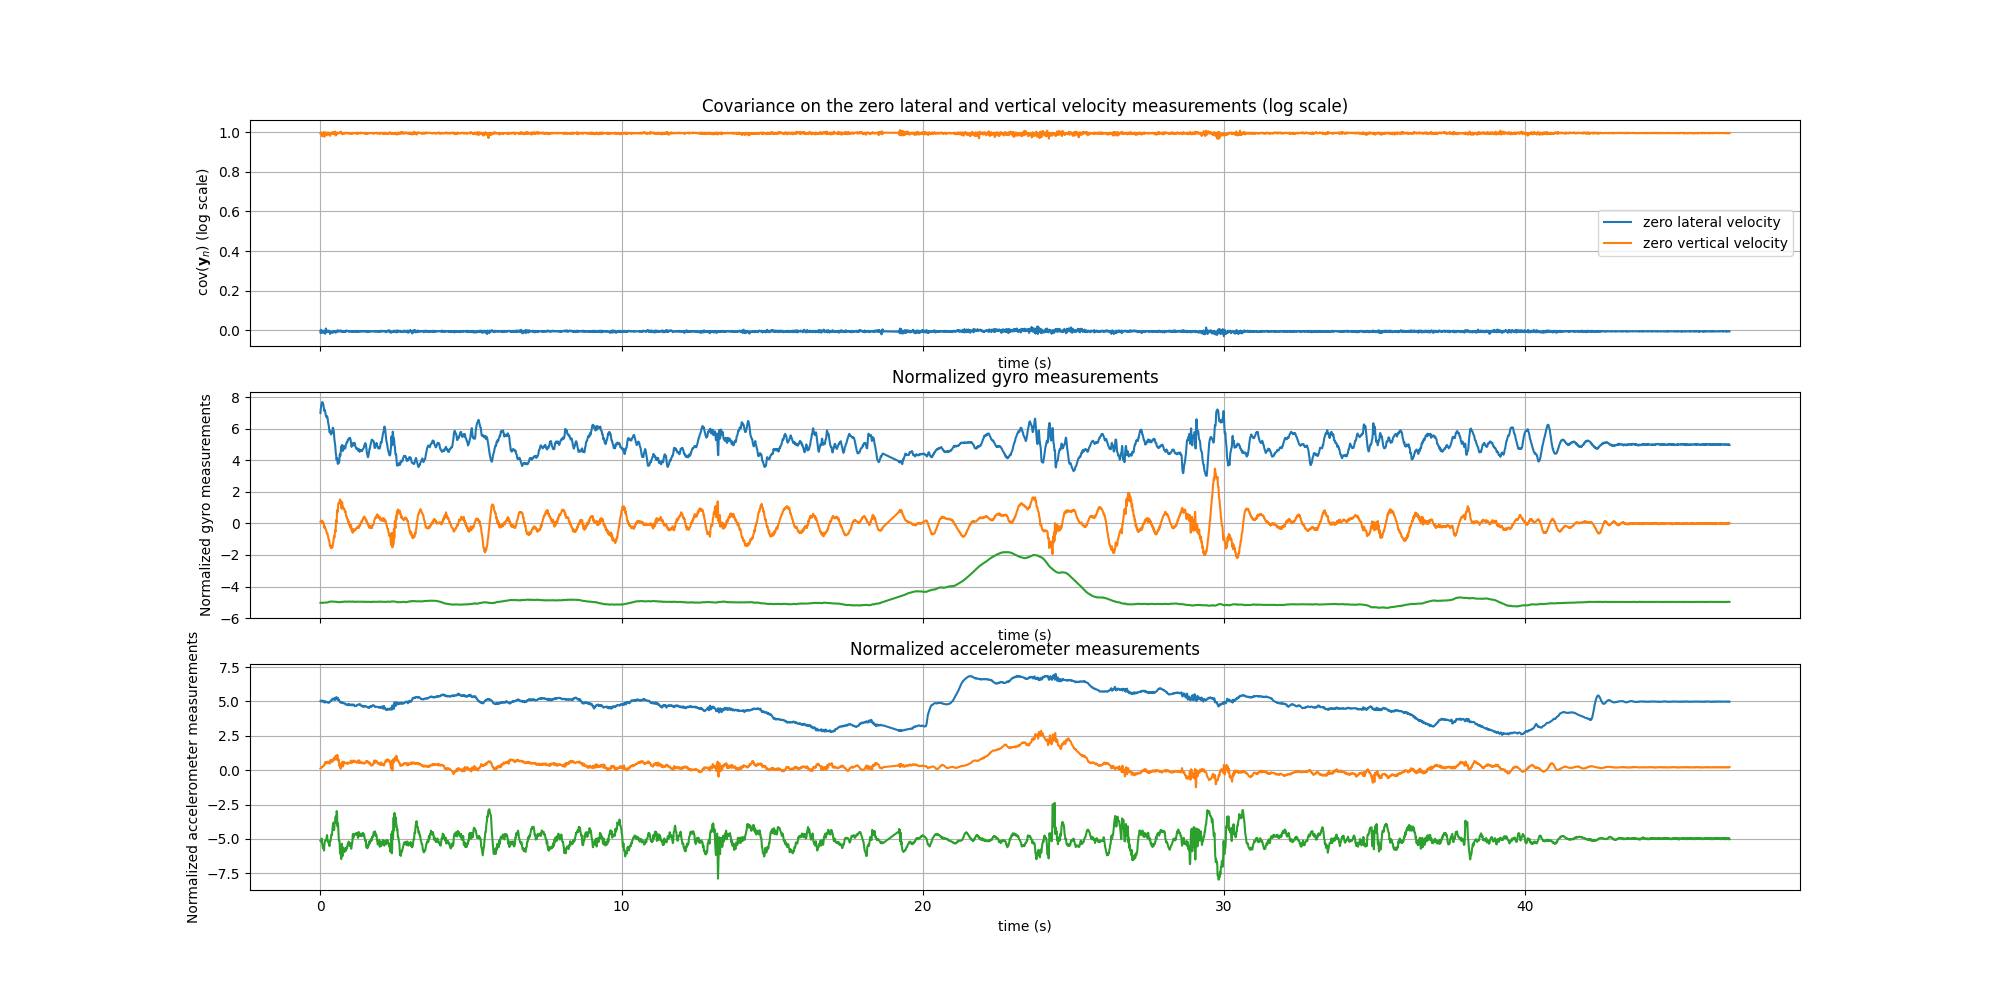 Covariance on the zero lateral and vertical velocity measurements (log scale)
cov(𝐲ₙ) (log scale)
1.0
0.8
0.6
0.4
0.2
0.0
zero lateral velocity
zero vertical velocity
time (s)
Normalized gyro measurements
Normalized gyro measurements
8
6
4
2
0
−2
−4
−6
time (s)
Normalized accelerometer measurements
Normalized accelerometer measurements
7.5
5.0
2.5
0.0
−2.5
−5.0
−7.5
0 10 20 30 40
time (s)